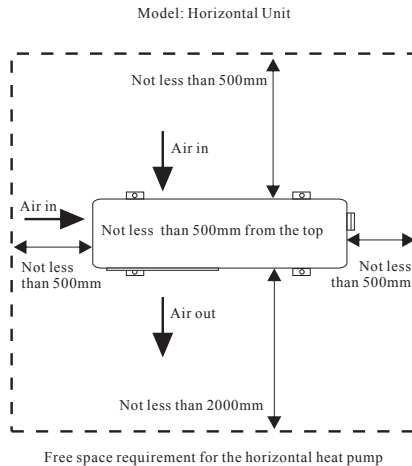 Model: Horizontal Unit
Not less than 500mm
Air in
Air in
Not less than 500mm from the top
Not less
than 500mm
Not less
than 500mm
Air out
Not less than 2000mm
Free space requirement for the horizontal heat pump